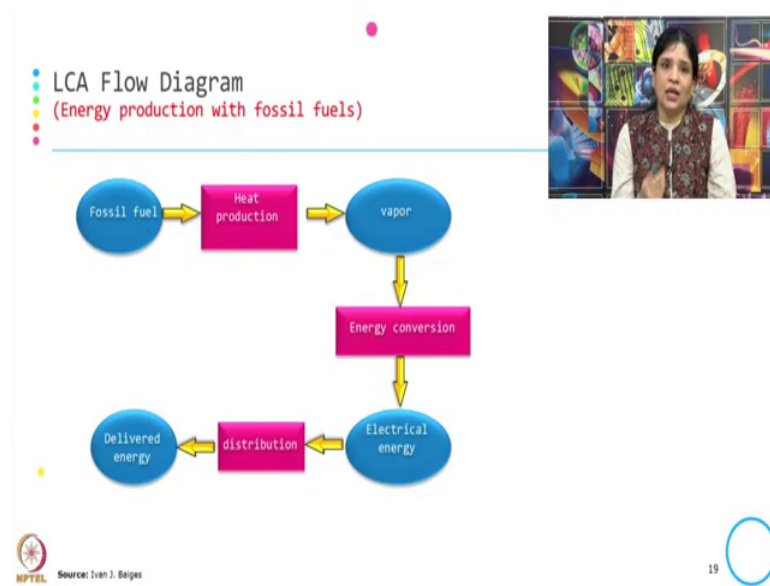 LCA Flow Diagram
(Energy production with fossil fuels)
Fossil fuel
Heat
production
vapor
Energy conversion
Electrical
energy
distribution
Delivered
energy
NPTEL
Source: Ivan J. Baiges
19